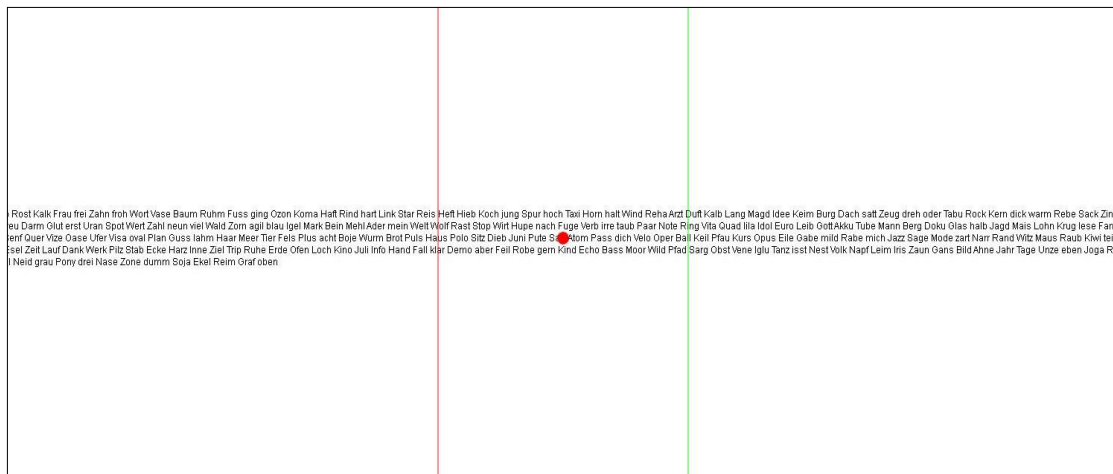 Rost Kalk Frau frei Zahn froh Wort Vase Baum Ruhm Fuss ging Ozon Koma Haft Rind hart Link Star Reis Heft Hieb Koch jung Spur hoch Taxi Horn halt Wind Reha Arzt Duft Kalb Lang Magd Idee Keim Burg Dach satt Zeug dreh oder Tabu Rock Kern dick warm Rebe Sack
Darm Glut erst Uran Spot Wert Zahl neun viel Wald Zorn agil blau Igel Mark Bein Mehl Ader mein Welt Wolf Rast Stop Wirt Hupe nach Fuge Verb irre taub Paar Note Ring Vita Quad lila Idol Euro Leib Gott Akku Tube Mann Berg Doku Glas halb Jagd Mais Lohn Krug lese
Quer Vize Oase Ufer Visa oval Plan Guss lahm Haar Meer Tier Fels Plus acht Boje Wurm Brot Puls Haus Polo Sitz Dieb Juni Pute Atom Pass dich Velo Oper Ball Keil Pfau Kurs Opus Eile Gabe mild Rabe mich Jazz Sage Mode zart Narr Rand Witz Maus Raub Kiwi
Zeit Lauf Dank Werk Pilz Stab Ecke Harz Inne Ziel Trip Ruhe Erde Ofen Loch Kino Juli Info Hand Fall klar Demo aber Feil Robe gern Kind Echo Bass Moor Wild Pfad Sarg Obst Vene Iglu Tanz isst Nest Volk Napf Leim Iris Zaun Gans Bild Ahne Jahr Tage Unze eben Joga
Neid grau Pony drei Nase Zone dumm Soja Ekel Reim Graf oben